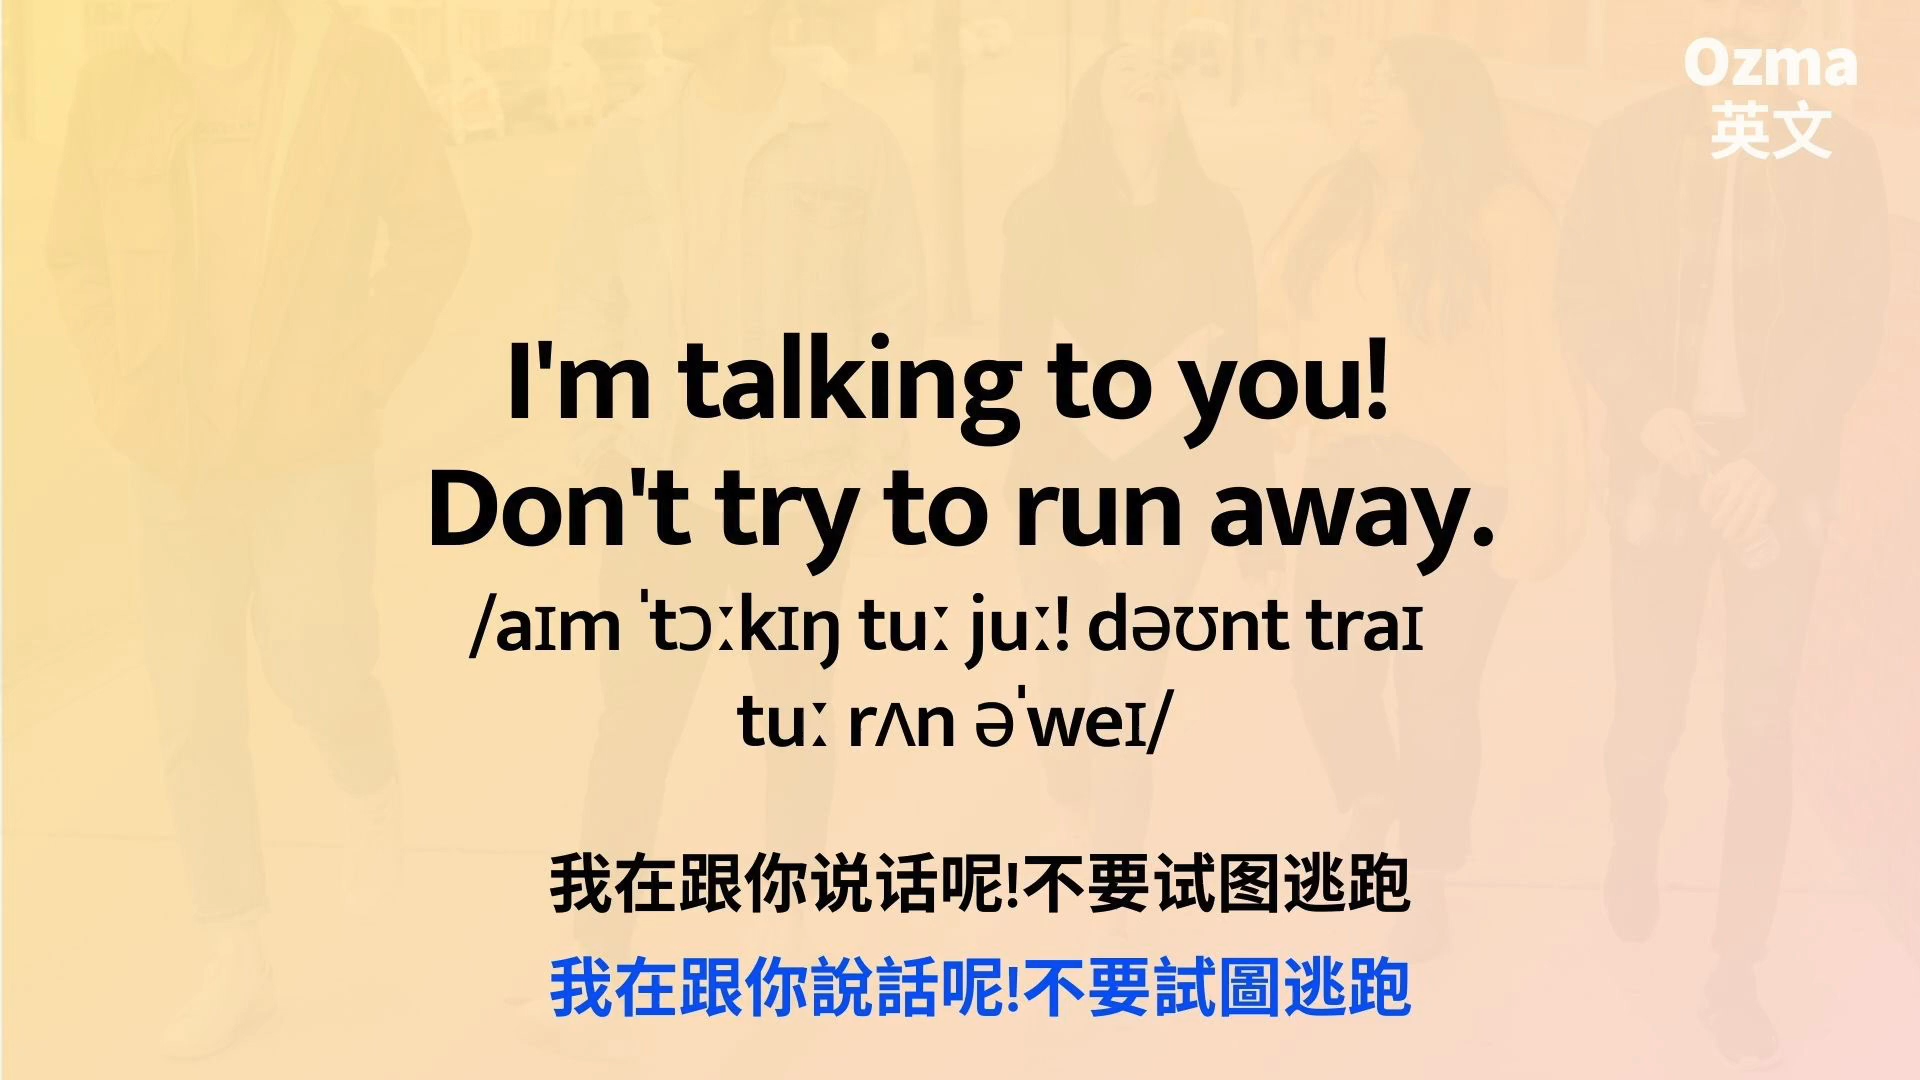 Ozma
英文
I'm talking to you!
Don't try to run away.
/aɪm ˈtɔːkɪŋ tuː juː! dəʊnt traɪ
tuː rʌn əˈweɪ/
我在跟你说话呢!不要试图逃跑
我在跟你說話呢!不要試圖逃跑